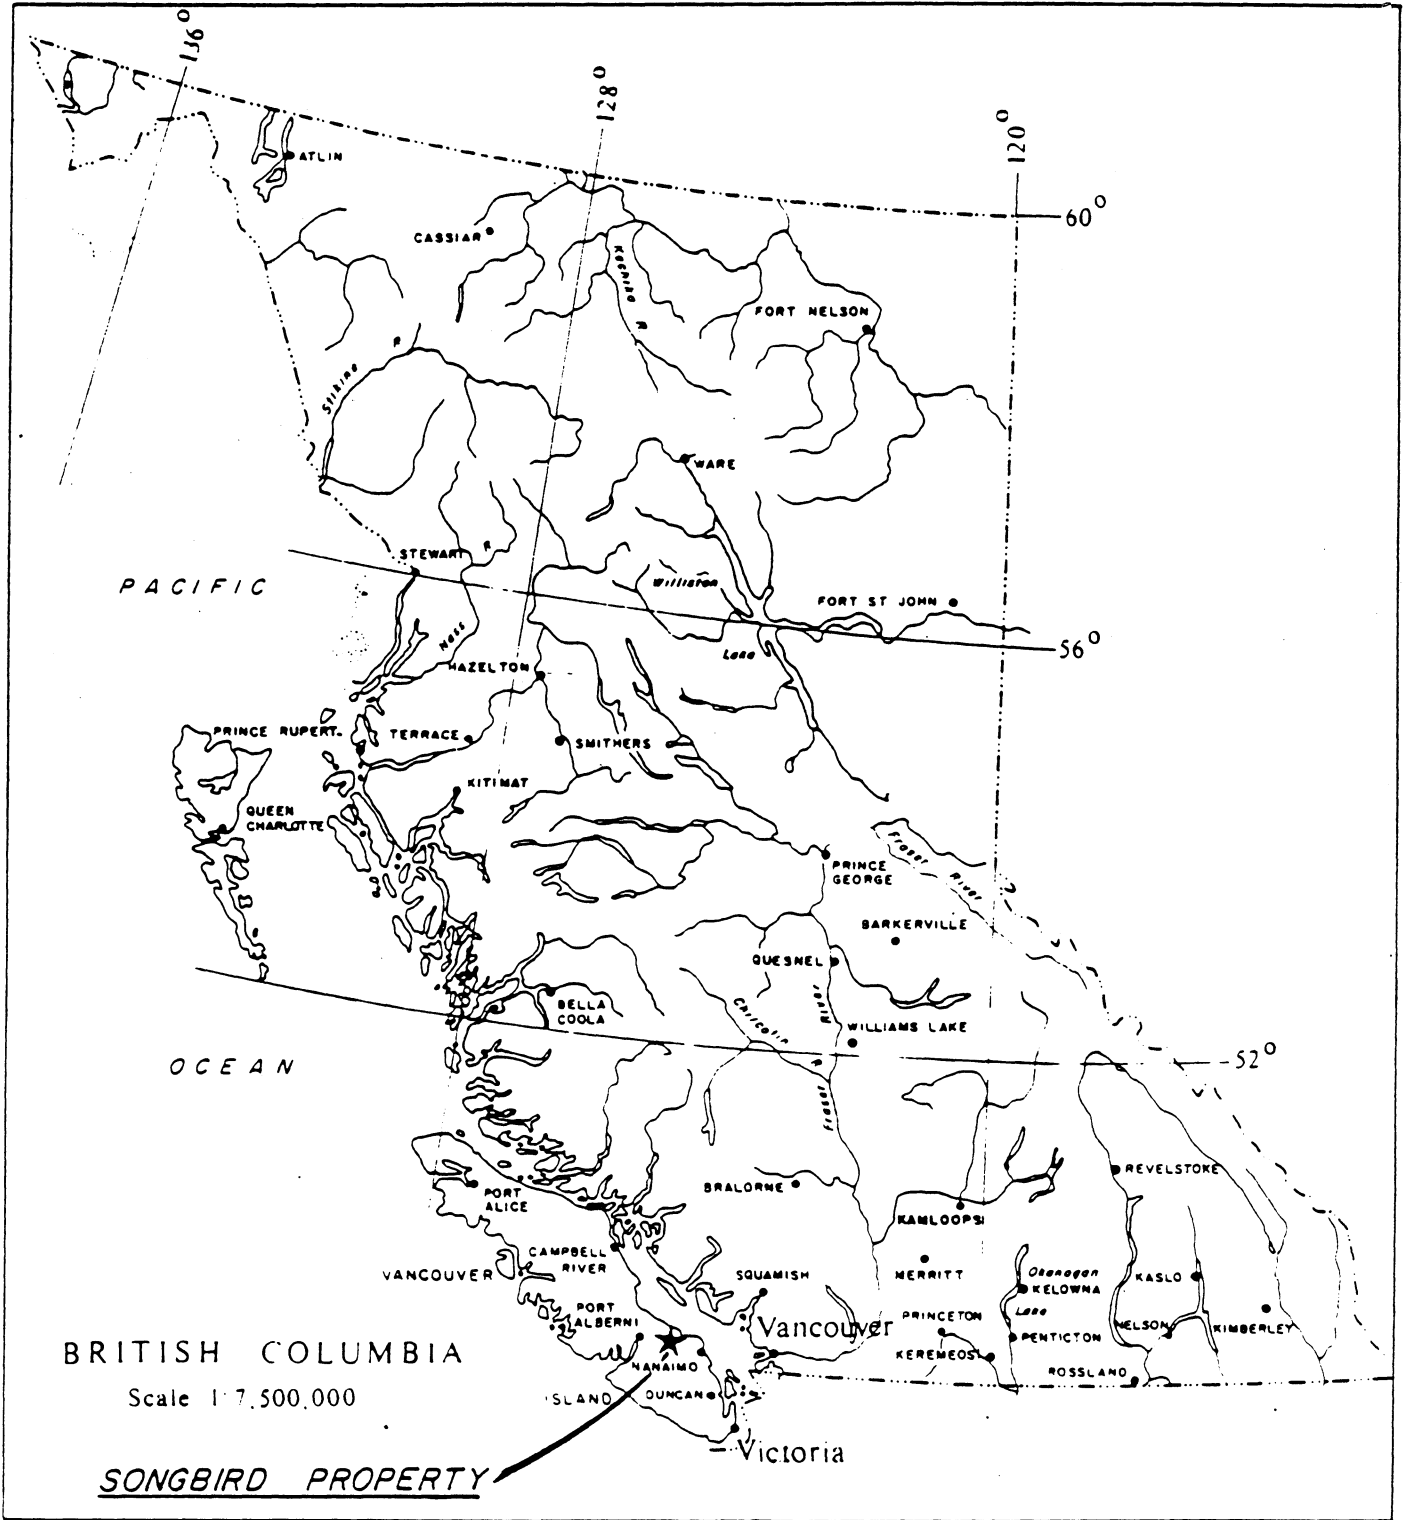 136°
128°
120°
ATLIN
60°
CASSIAR
Kechika R
FORT NELSON
Stikine R
WARE
STEWART
R
PACIFIC
Williston
FORT ST JOHN
Nass
56°
Lake
HAZELTON
PRINCE RUPERT
TERRACE
SMITHERS
KITIMAT
QUEEN
CHARLOTTE
Fraser River
PRINCE
GEORGE
BARKERVILLE
QUESNEL
BELLA
COOLA
Chilcotin R
Fraser River
WILLIAMS LAKE
OCEAN
52°
REVELSTOKE
BRALORNE
PORT
ALICE
KAMLOOPS
CAMPBELL
RIVER
VANCOUVER
SQUAMISH
MERRITT
Okanagan
KELOWNA
Lake
KASLO
PORT
ALBERNI
Vancouver
PRINCETON
PENTICTON
NELSON
KIMBERLEY
BRITISH COLUMBIA
NANAIMO
KEREMEOS
ROSSLAND
Scale 1:7,500,000
ISLAND
DUNCAN
Victoria
SONGBIRD PROPERTY